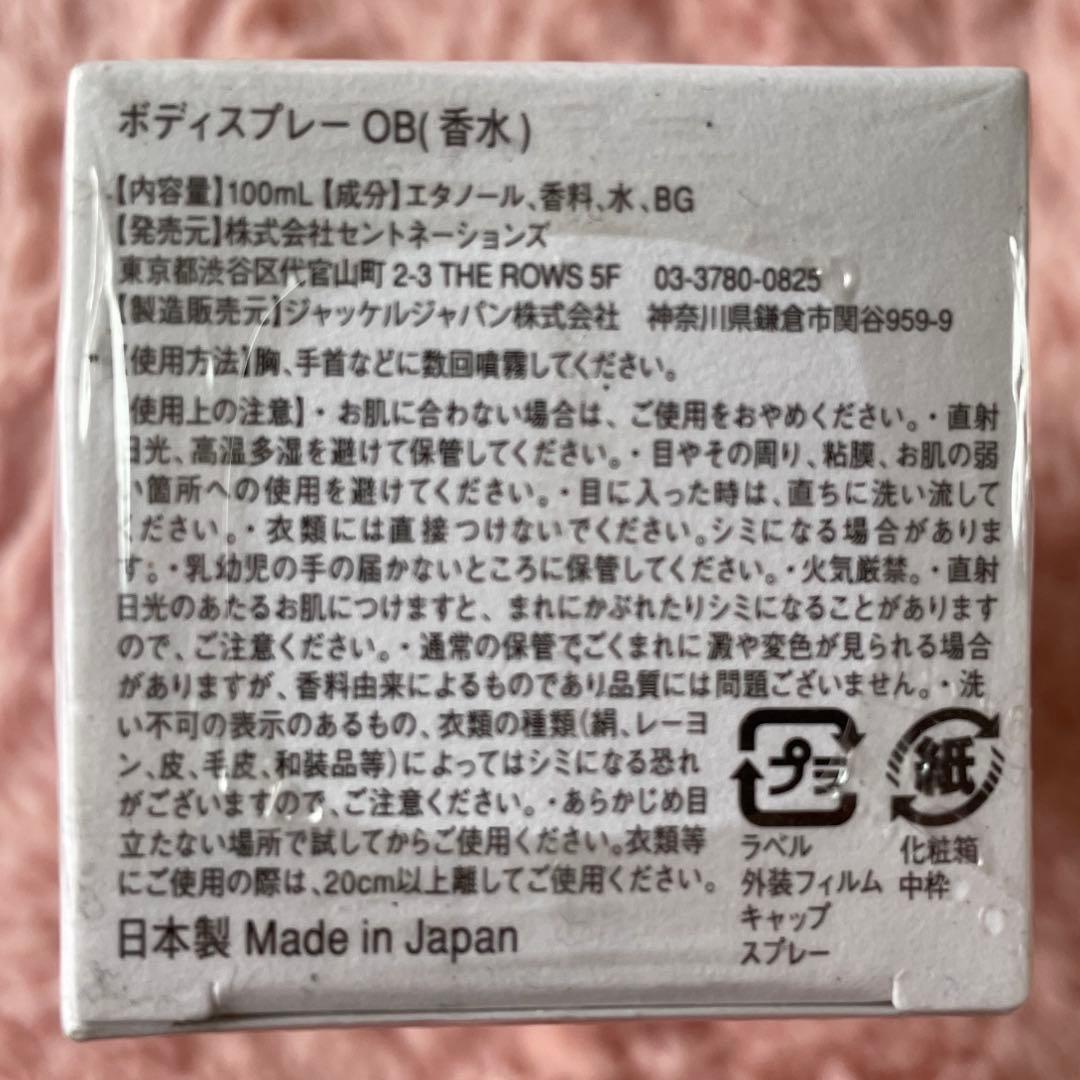 ボディスプレー OB(香水)
【内容量】100mL【成分】エタノール、香料、水、BG
【発売元】株式会社セントネーションズ
東京都渋谷区代官山町 2-3 THE ROWS 5F 03-3780-0825
【製造販売元】ジャッケルジャパン株式会社 神奈川県鎌倉市関谷959-9
【使用方法】胸、手首などに数回噴霧してください。
【使用上の注意】・お肌に合わない場合は、ご使用をおやめください。・直射
日光、高温多湿を避けて保管してください。・目やその周り、粘膜、お肌の弱
い箇所への使用を避けてください。・目に入った時は、直ちに洗い流して
ください。・衣類には直接つけないでください。シミになる場合がありま
す。・乳幼児の手の届かないところに保管してください。・火気厳禁。・直射
日光のあたるお肌につけますと、まれにかぶれたりシミになることがあります
ので、ご注意ください。・通常の保管でごくまれに澱や変色が見られる場合
がありますが、香料由来によるものであり品質には問題ございません。・洗
い不可の表示のあるもの、衣類の種類(絹、レーヨ
ン、皮、毛皮、和装品等)によってはシミになる恐れ
がございますので、ご注意ください。・あらかじめ目
立たない場所で試してからご使用ください。衣類等
にご使用の際は、20cm以上離してご使用ください。
日本製 Made in Japan
プラ
ラベル
外装フィルム
キャップ
スプレー
紙
化粧箱
中枠